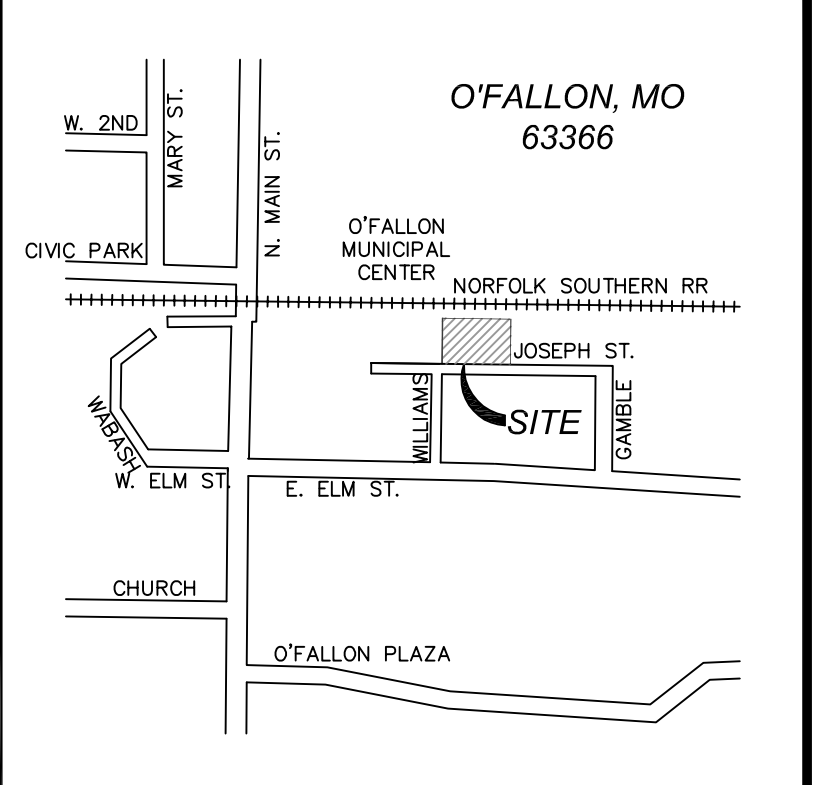 O'FALLON, MO
63366
W. 2ND
MARY ST.
N. MAIN ST.
CIVIC PARK
O'FALLON
MUNICIPAL
CENTER
NORFOLK SOUTHERN RR
JOSEPH ST.
WILLIAMS
SITE
GAMBLE
WABASH
W. ELM ST.
E. ELM ST.
CHURCH
O'FALLON PLAZA